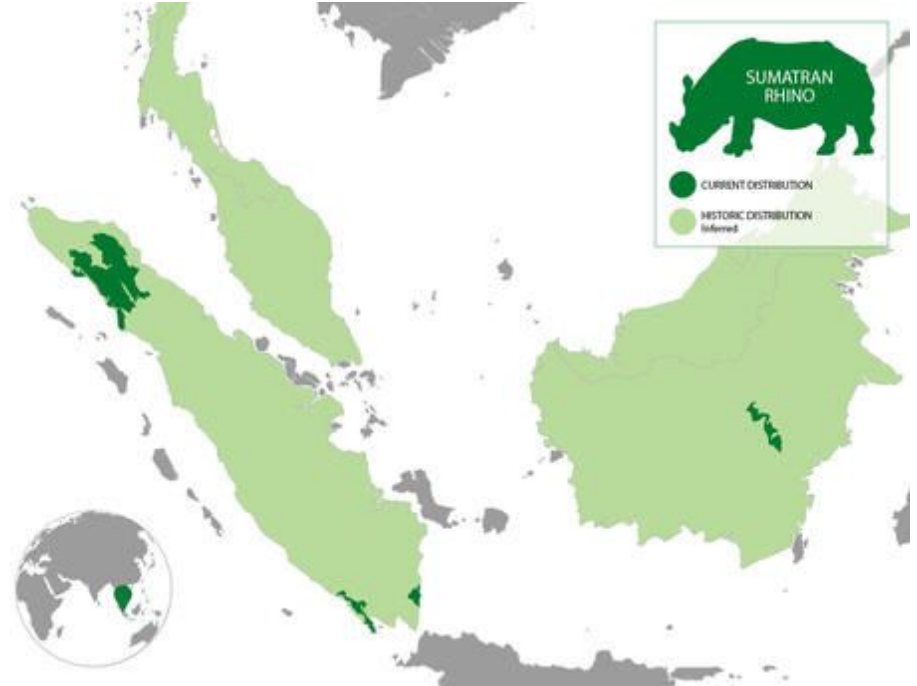 SUMATRAN
RHINO
CURRENT DISTRIBUTION
HISTORIC DISTRIBUTION
Inferred